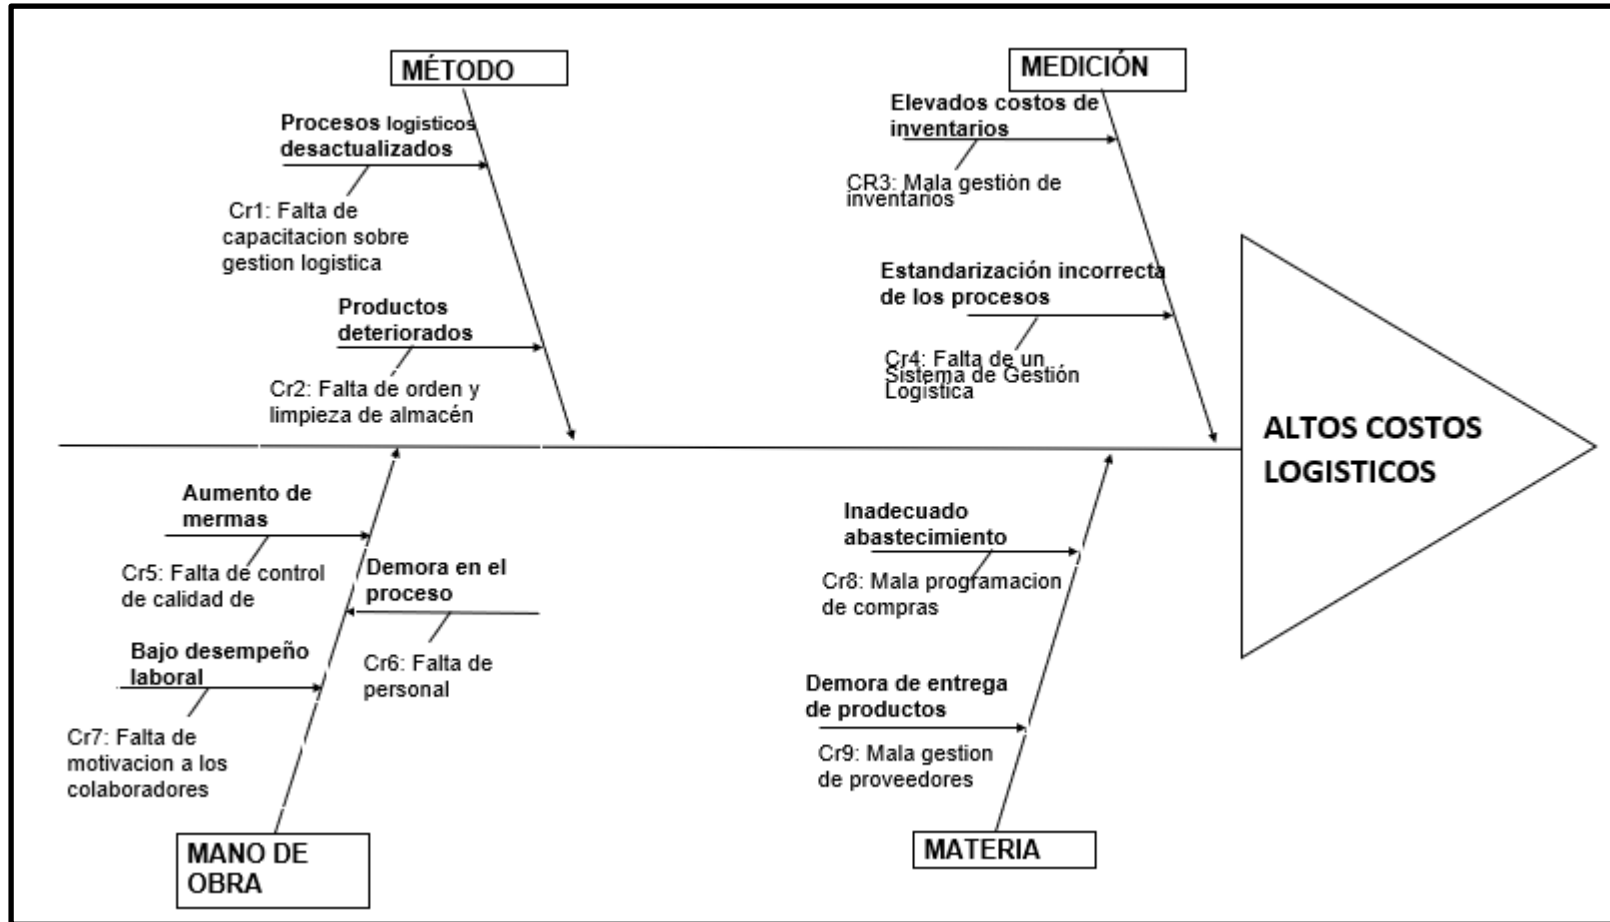 MÉTODO
Procesos logisticos
desactualizados
Cr1: Falta de
capacitacion sobre
gestion logistica
Productos
deteriorados
Cr2: Falta de orden y
limpieza de almacén
MEDICIÓN
Elevados costos de
inventarios
CR3: Mala gestión de
inventarios
Estandarización incorrecta
de los procesos
Cr4: Falta de un
Sistema de Gestión
Logística
ALTOS COSTOS
LOGISTICOS
Aumento de
mermas
Cr5: Falta de control
de calidad de
Demora en el
proceso
Cr6: Falta de
personal
Bajo desempeño
laboral
Cr7: Falta de
motivacion a los
colaboradores
MANO DE
OBRA
Inadecuado
abastecimiento
Cr8: Mala programacion
de compras
Demora de entrega
de productos
Cr9: Mala gestion
de proveedores
MATERIA